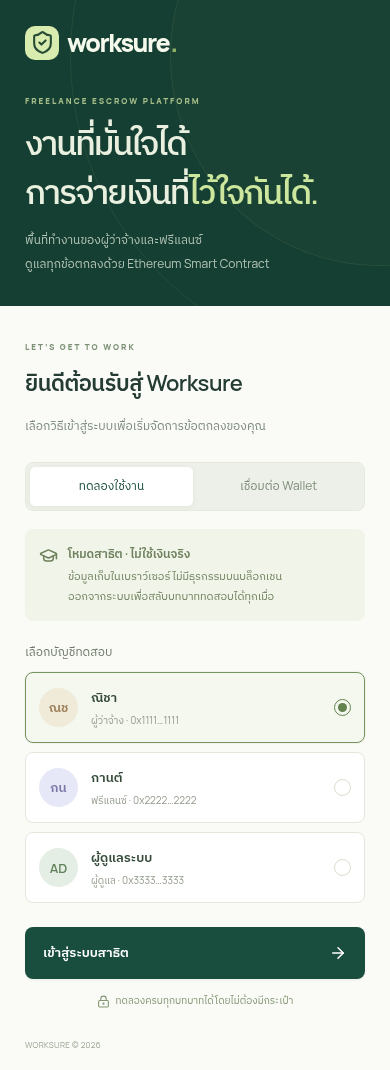 worksure.
FREELANCE ESCROW PLATFORM
งานที่มั่นใจได้
การจ่ายเงินที่ไว้ใจกันได้.
พื้นที่ทำงานของผู้ว่าจ้างและฟรีแลนซ์
ดูแลทุกข้อตกลงด้วย Ethereum Smart Contract
LET'S GET TO WORK
ยินดีต้อนรับสู่ Worksure
เลือกวิธีเข้าสู่ระบบเพื่อเริ่มจัดการข้อตกลงของคุณ
ทดลองใช้งาน
เชื่อมต่อ Wallet
โหมดสาธิต · ไม่ใช้เงินจริง
ข้อมูลเก็บในเบราว์เซอร์ ไม่มีธุรกรรมบนบล็อกเชน
ออกจากระบบเพื่อสลับบทบาททดสอบได้ทุกเมื่อ
เลือกบัญชีทดสอบ
ณช
ณิชา
ผู้ว่าจ้าง · 0x1111…1111
กน
กานต์
ฟรีแลนซ์ · 0x2222…2222
AD
ผู้ดูแลระบบ
ผู้ดูแล · 0x3333…3333
เข้าสู่ระบบสาธิต
ทดลองครบทุกบทบาทได้โดยไม่ต้องมีกระเป๋า
WORKSURE © 2026